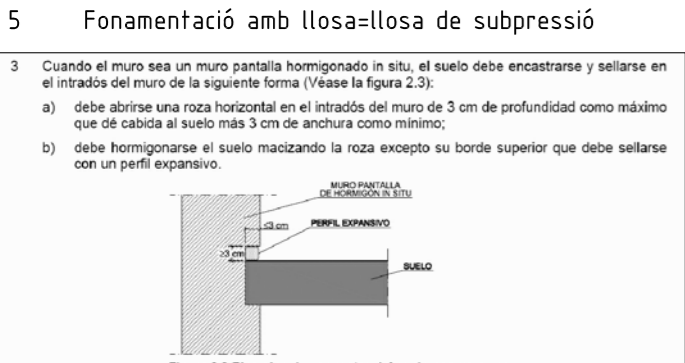 5 Fonamentació amb llosa=llosa de subpressió
3 Cuando el muro sea un muro pantalla hormigonado in situ, el suelo debe encastrarse y sellarse en
el intradós del muro de la siguiente forma (Véase la figura 2.3):
a) debe abrirse una roza horizontal en el intradós del muro de 3 cm de profundidad como máximo
que dé cabida al suelo más 3 cm de anchura como mínimo;
b) debe hormigonarse el suelo macizando la roza excepto su borde superior que debe sellarse
con un perfil expansivo.
MURO PANTALLA
DE HORMIGÓN IN SITU
≤3 cm
PERFIL EXPANSIVO
≥3 cm
SUELO